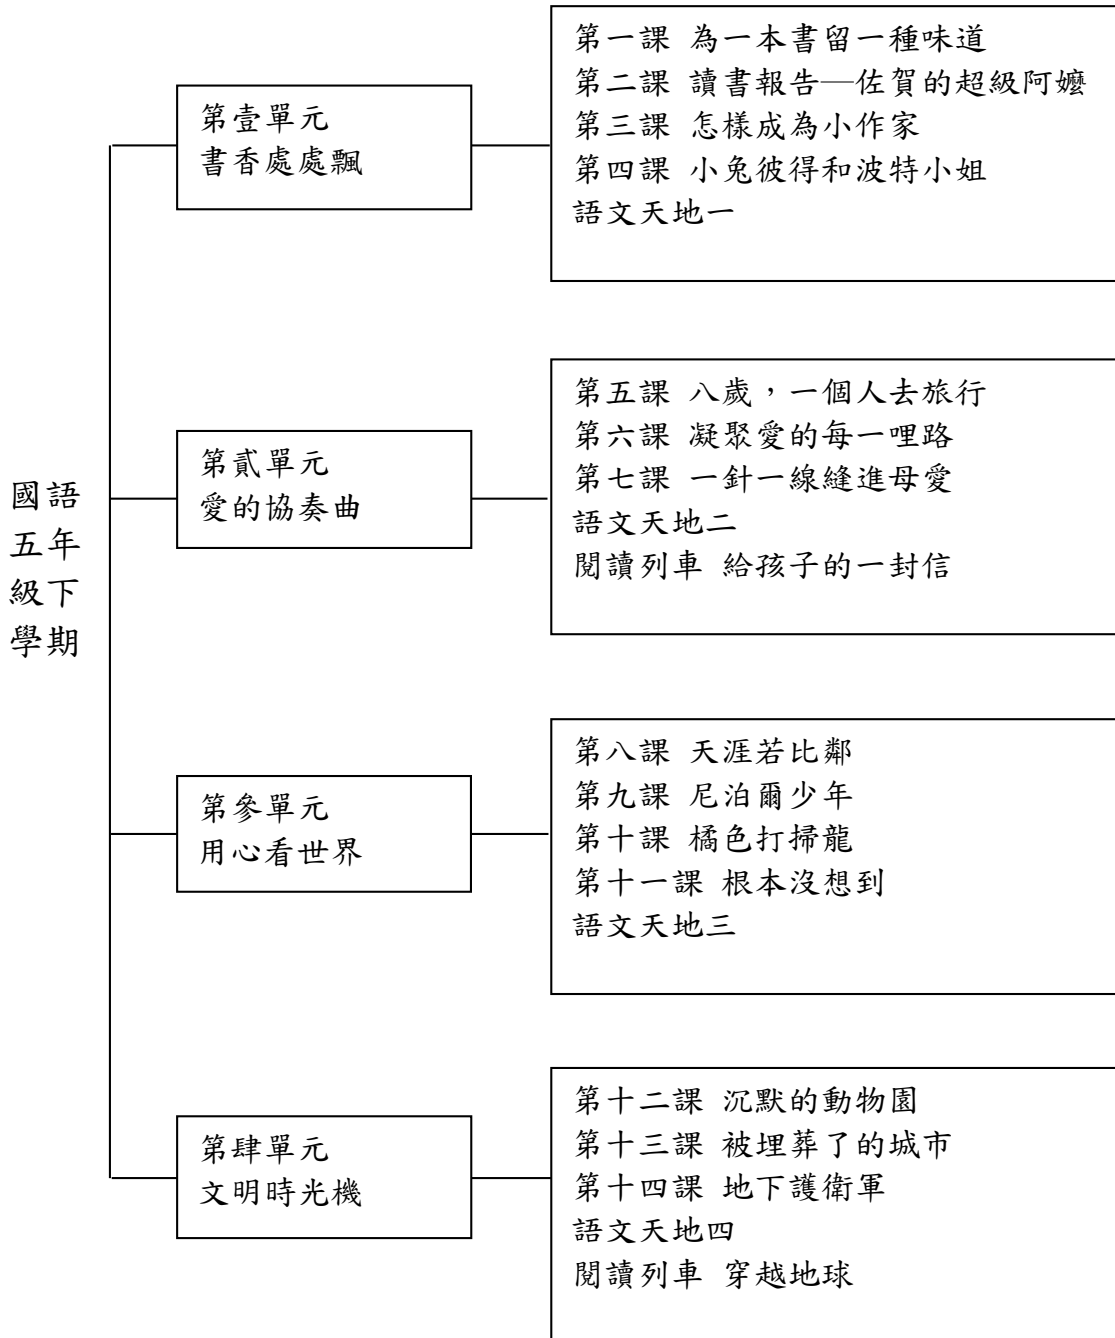 國語
五年
級下
學期
第壹單元
書香處處飄
第一課 為一本書留一種味道
第二課 讀書報告─佐賀的超級阿嬤
第三課 怎樣成為小作家
第四課 小兔彼得和波特小姐
語文天地一
第貳單元
愛的協奏曲
第五課 八歲，一個人去旅行
第六課 凝聚愛的每一哩路
第七課 一針一線縫進母愛
語文天地二
閱讀列車 給孩子的一封信
第參單元
用心看世界
第八課 天涯若比鄰
第九課 尼泊爾少年
第十課 橘色打掃龍
第十一課 根本沒想到
語文天地三
第肆單元
文明時光機
第十二課 沉默的動物園
第十三課 被埋葬了的城市
第十四課 地下護衛軍
語文天地四
閱讀列車 穿越地球